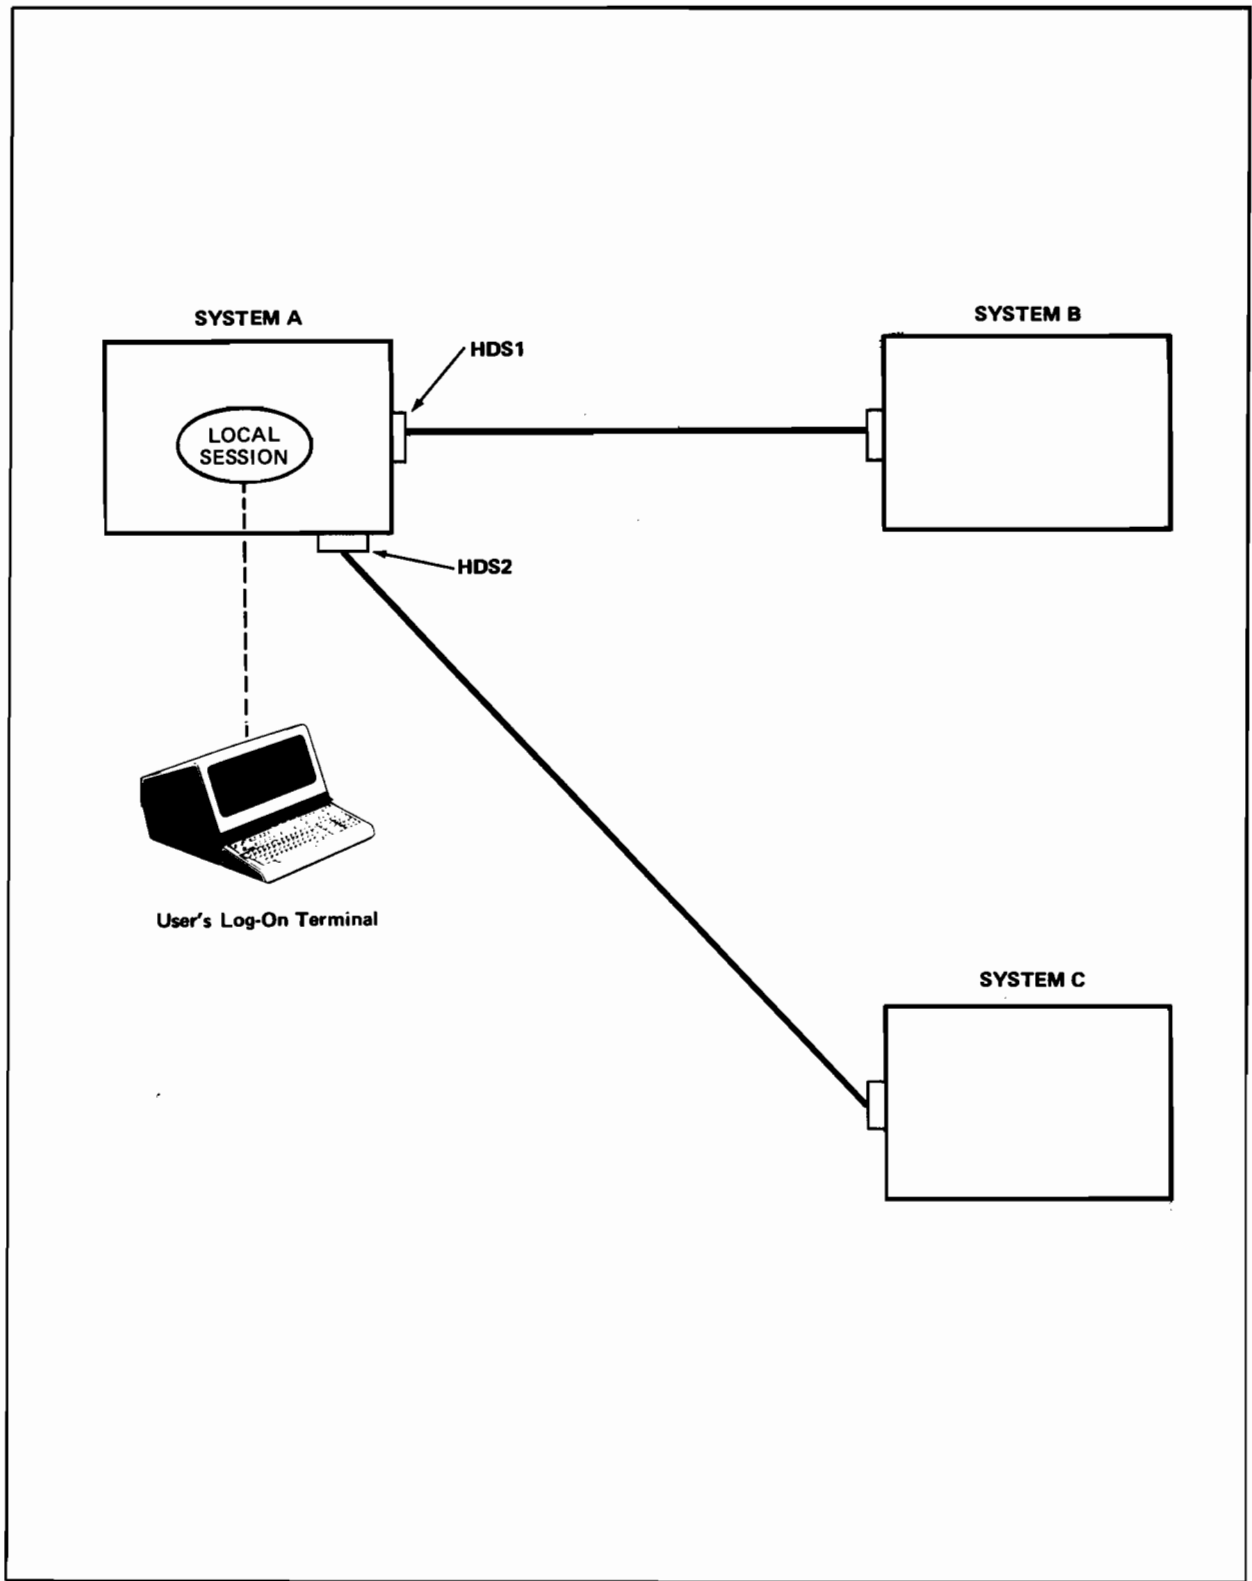 SYSTEM A
SYSTEM B
HDS1
LOCAL
SESSION
HDS2
User's Log-On Terminal
SYSTEM C